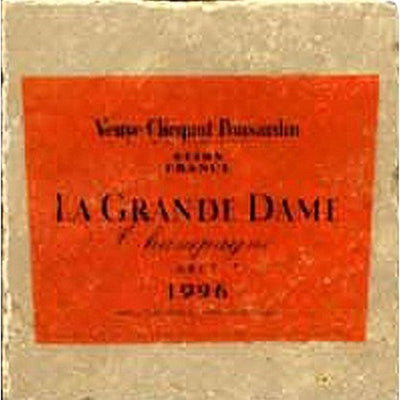 Veuve Clicquot Ponsardin
REIMS
FRANCE
LA GRANDE DAME
Champagne
BRUT
1996